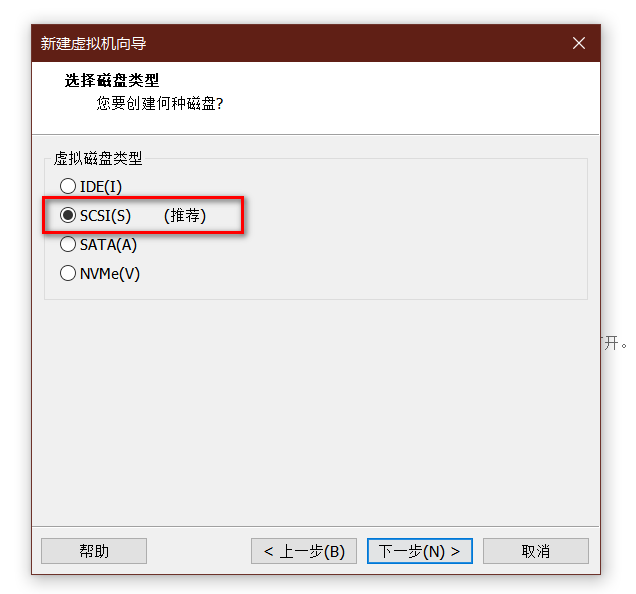 新建虚拟机向导
选择磁盘类型
您要创建何种磁盘?
虚拟磁盘类型
IDE(I)
SCSI(S) (推荐)
SATA(A)
NVMe(V)
开。
帮助 < 上一步(B) 下一步(N) > 取消